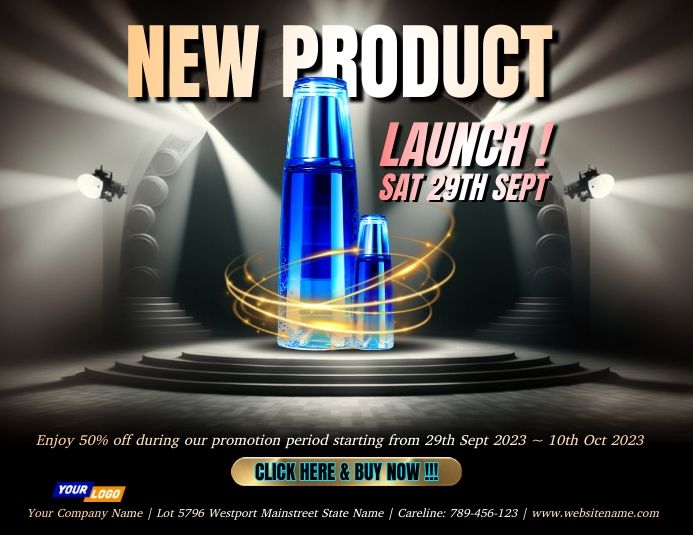 NEW PRODUCT
LAUNCH !
SAT 29TH SEPT
Enjoy 50% off during our promotion period starting from 29th Sept 2023 ~ 10th Oct 2023
CLICK HERE & BUY NOW !!!
YOUR LOGO
Your Company Name | Lot 5796 Westport Mainstreet State Name | Careline: 789-456-123 | www.websitename.com